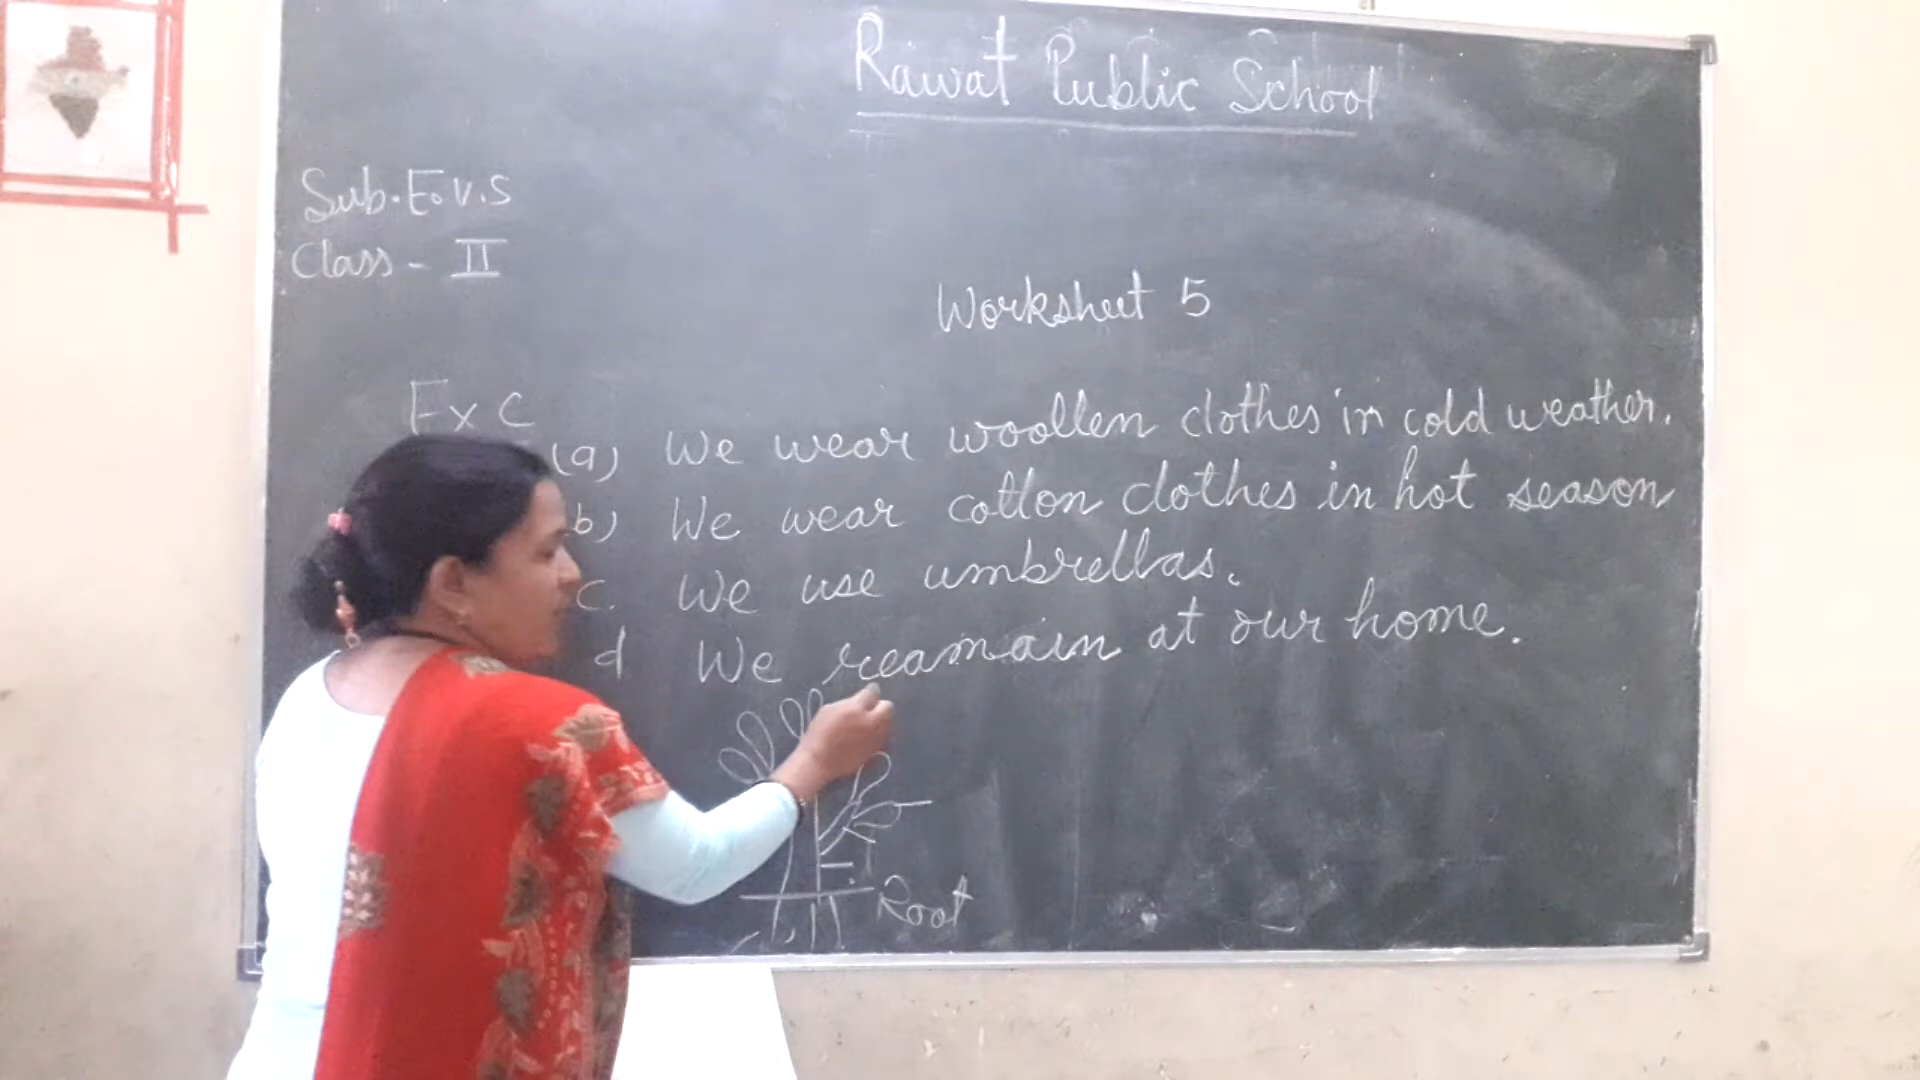 Rawat Public School
Sub. E.V.S
Class - II
Worksheet 5
Ex C
(a) We wear woollen clothes in cold weather.
b) We wear cotton clothes in hot season
c. We use umbrellas.
d We reamain at our home.
Root